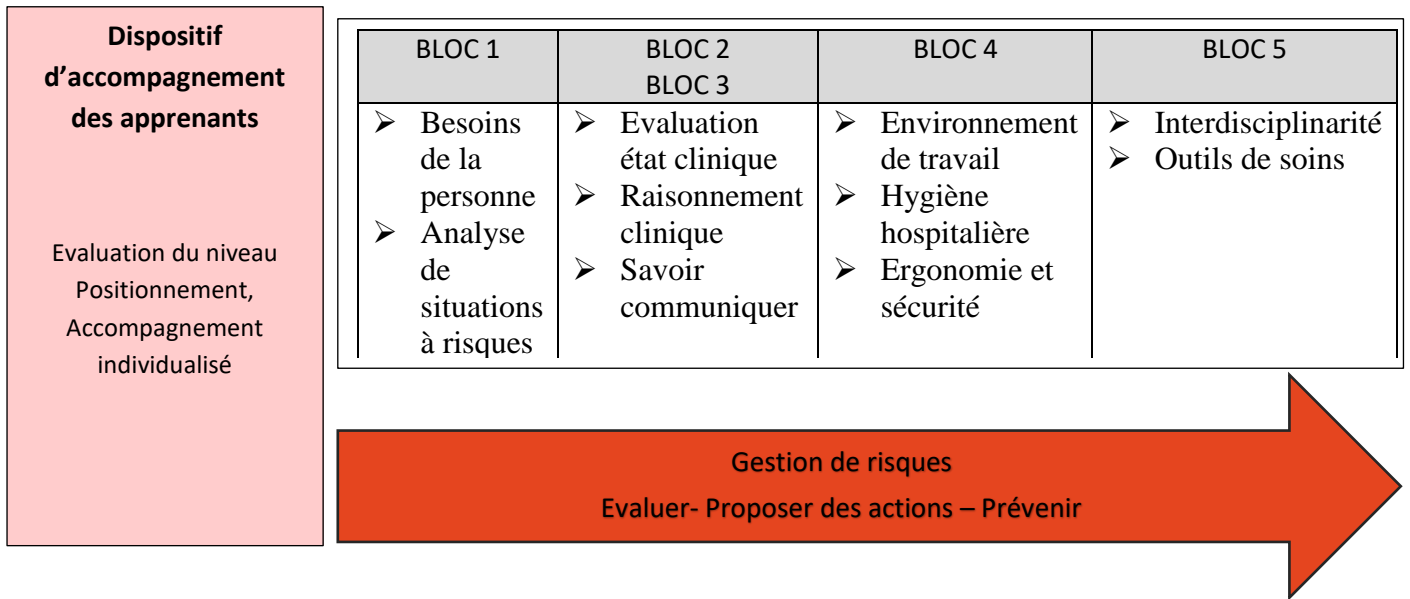 Dispositif
d’accompagnement
des apprenants
Evaluation du niveau
Positionnement,
Accompagnement
individualisé
BLOC 1
BLOC 2
BLOC 3
BLOC 4
BLOC 5
➢ Besoins
de la
personne
➢ Analyse
de
situations
à risques
➢ Evaluation
état clinique
➢ Raisonnement
clinique
➢ Savoir
communiquer
➢ Environnement
de travail
➢ Hygiène
hospitalière
➢ Ergonomie et
sécurité
➢ Interdisciplinarité
➢ Outils de soins
Gestion de risques
Evaluer- Proposer des actions – Prévenir